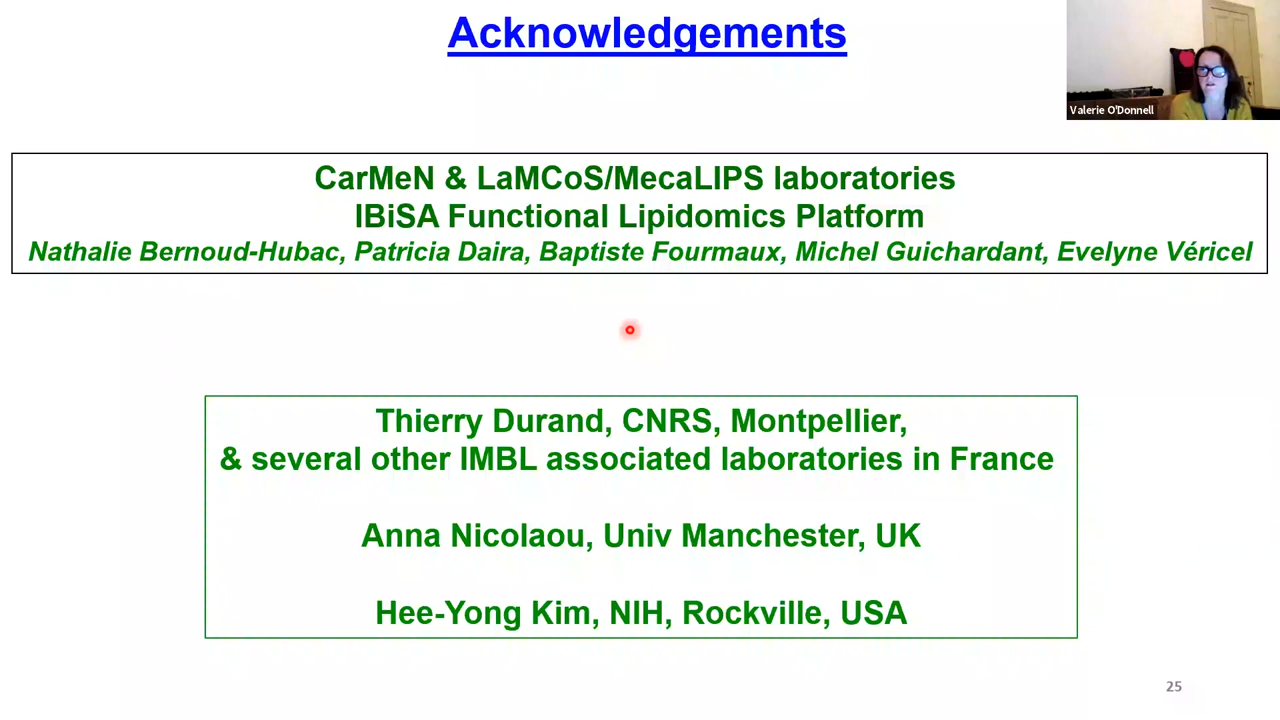 Acknowledgements
Valerie O'Donnell
CarMeN & LaMCoS/MecaLIPS laboratories
IBiSA Functional Lipidomics Platform
Nathalie Bernoud-Hubac, Patricia Daira, Baptiste Fourmaux, Michel Guichardant, Evelyne Véricel
Thierry Durand, CNRS, Montpellier,
& several other IMBL associated laboratories in France
Anna Nicolaou, Univ Manchester, UK
Hee-Yong Kim, NIH, Rockville, USA
25